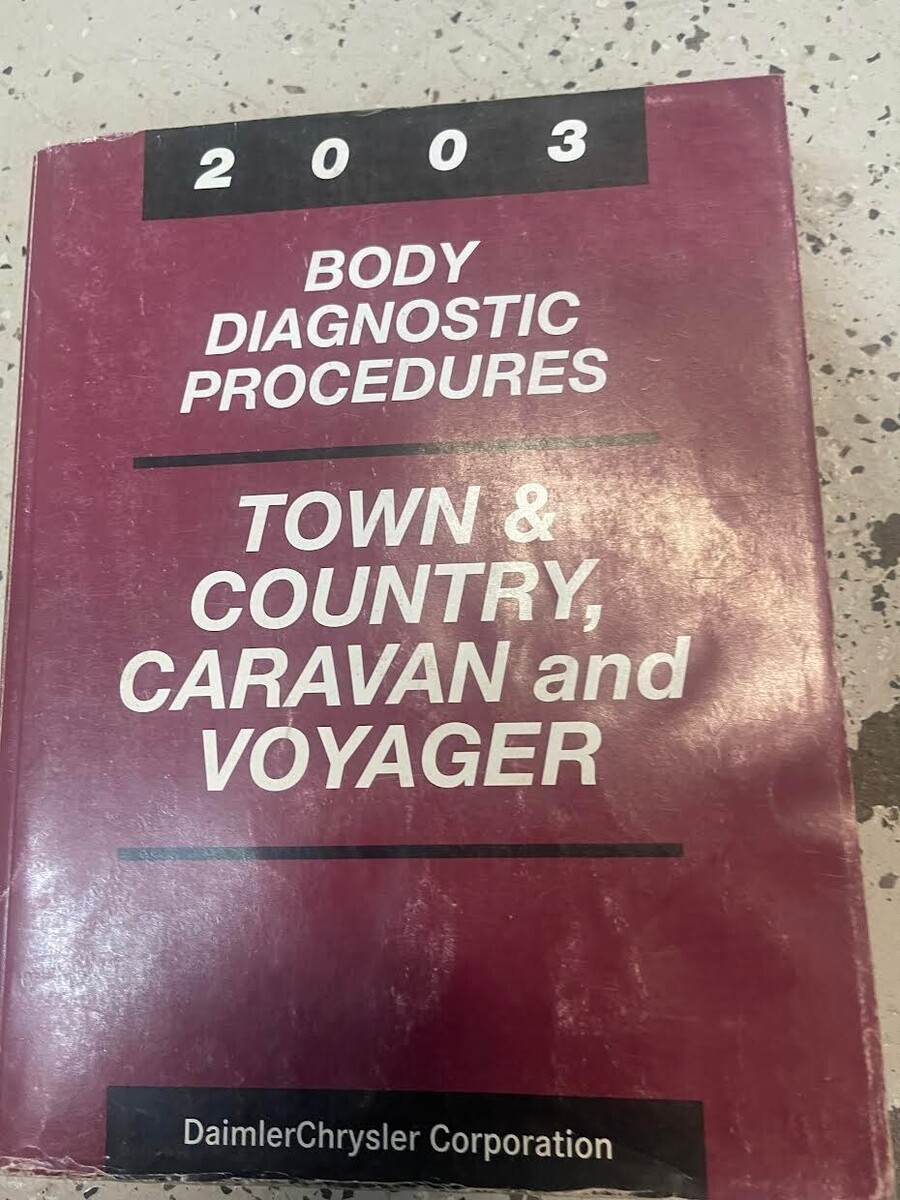 2 0 0 3
BODY
DIAGNOSTIC
PROCEDURES
TOWN &
COUNTRY,
CARAVAN and
VOYAGER
DaimlerChrysler Corporation